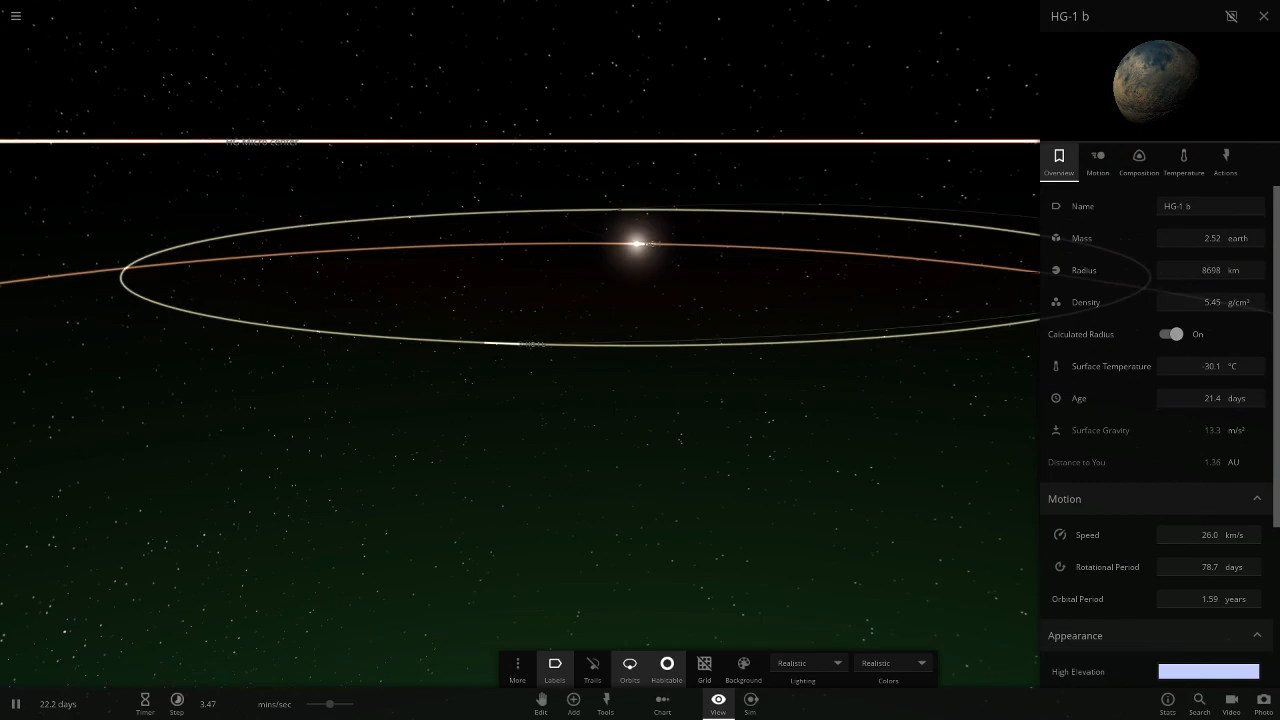 HG-1 b
HG Micro center
Overview
Motion
Composition
Temperature
Actions
Name HG-1 b
Mass 2.52 earth
Radius 8698 km
Density 5.45 g/cm³
Calculated Radius On
Surface Temperature -30.1 °C
Age 21.4 days
Surface Gravity 13.3 m/s²
Distance to You 1.36 AU
Motion
Speed 26.0 km/s
Rotational Period 78.7 days
Orbital Period 1.59 years
Appearance
High Elevation
More
Labels
Trails
Orbits
Habitable
Grid
Background
Realistic
Lighting
Realistic
Colors
22.2 days
Timer
Step
3.47 mins/sec
Edit
Add
Tools
Chart
View
Sim
Stats
Search
Video
Photo